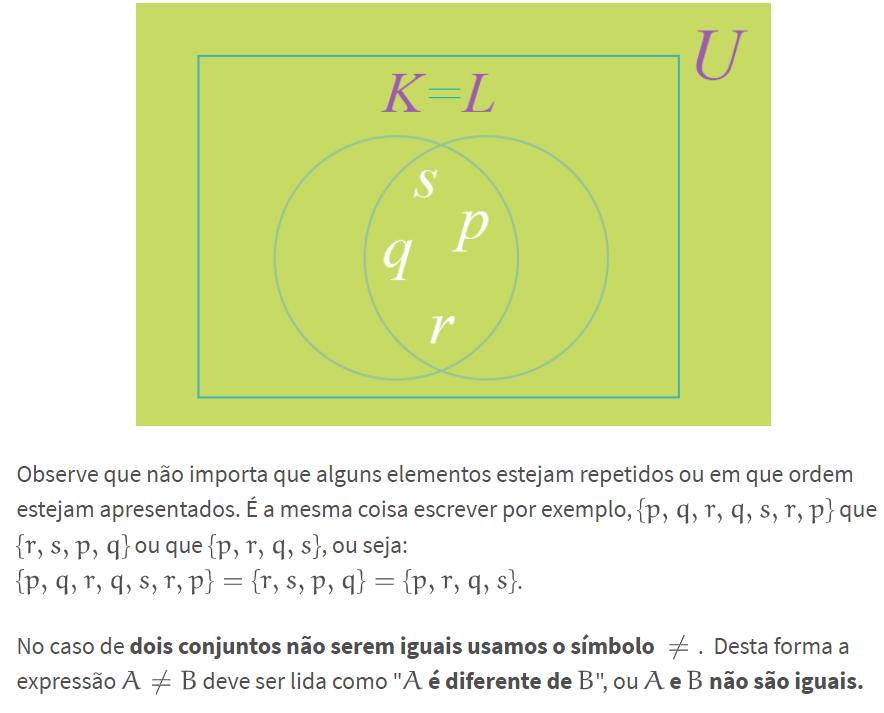 U
K=L
s
p
q
r
Observe que não importa que alguns elementos estejam repetidos ou em que ordem
estejam apresentados. É a mesma coisa escrever por exemplo, {p, q, r, q, s, r, p} que
{r, s, p, q} ou que {p, r, q, s}, ou seja:
{p, q, r, q, s, r, p} = {r, s, p, q} = {p, r, q, s}.
No caso de dois conjuntos não serem iguais usamos o símbolo ≠ . Desta forma a
expressão A ≠ B deve ser lida como "A é diferente de B", ou A e B não são iguais.